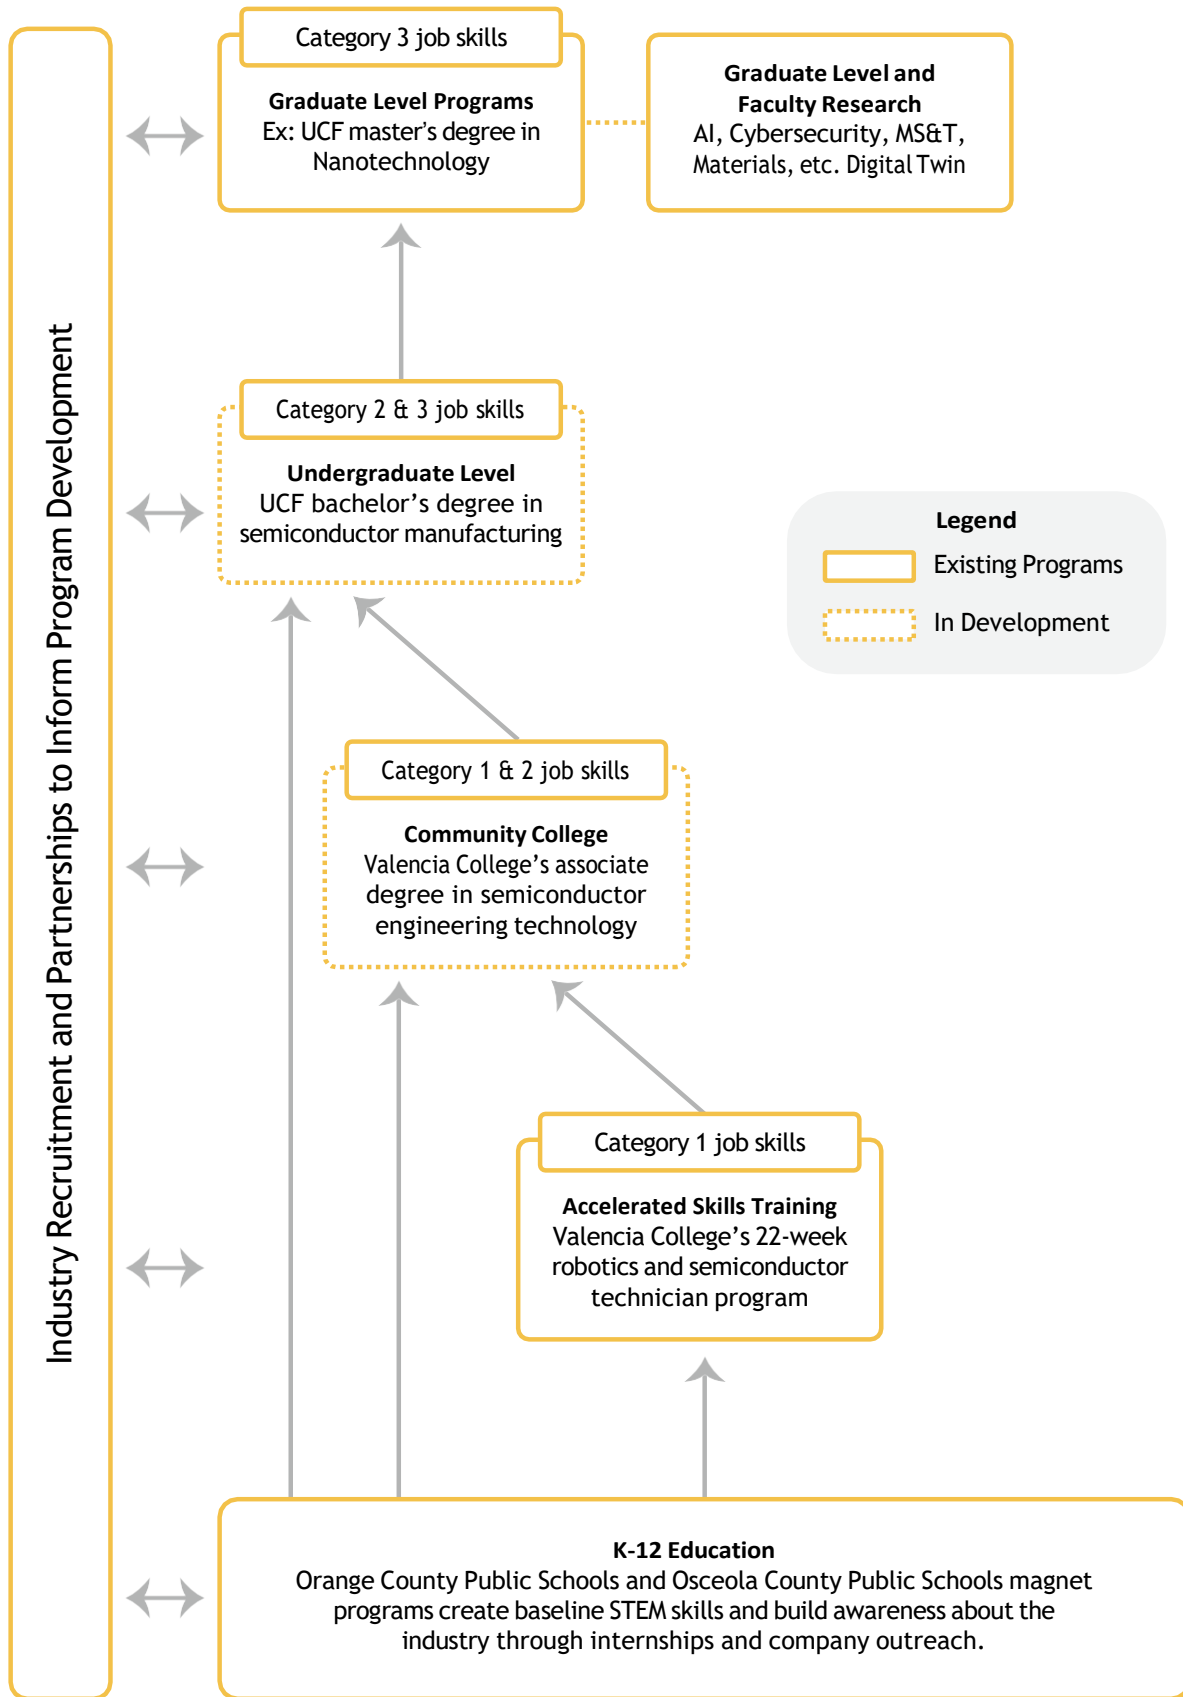 Industry Recruitment and Partnerships to Inform Program Development
Category 3 job skills
Graduate Level Programs
Ex: UCF master's degree in
Nanotechnology
Graduate Level and
Faculty Research
AI, Cybersecurity, MS&T,
Materials, etc. Digital Twin
Category 2 & 3 job skills
Undergraduate Level
UCF bachelor's degree in
semiconductor manufacturing
Legend
Existing Programs
In Development
Category 1 & 2 job skills
Community College
Valencia College's associate
degree in semiconductor
engineering technology
Category 1 job skills
Accelerated Skills Training
Valencia College's 22-week
robotics and semiconductor
technician program
K-12 Education
Orange County Public Schools and Osceola County Public Schools magnet
programs create baseline STEM skills and build awareness about the
industry through internships and company outreach.